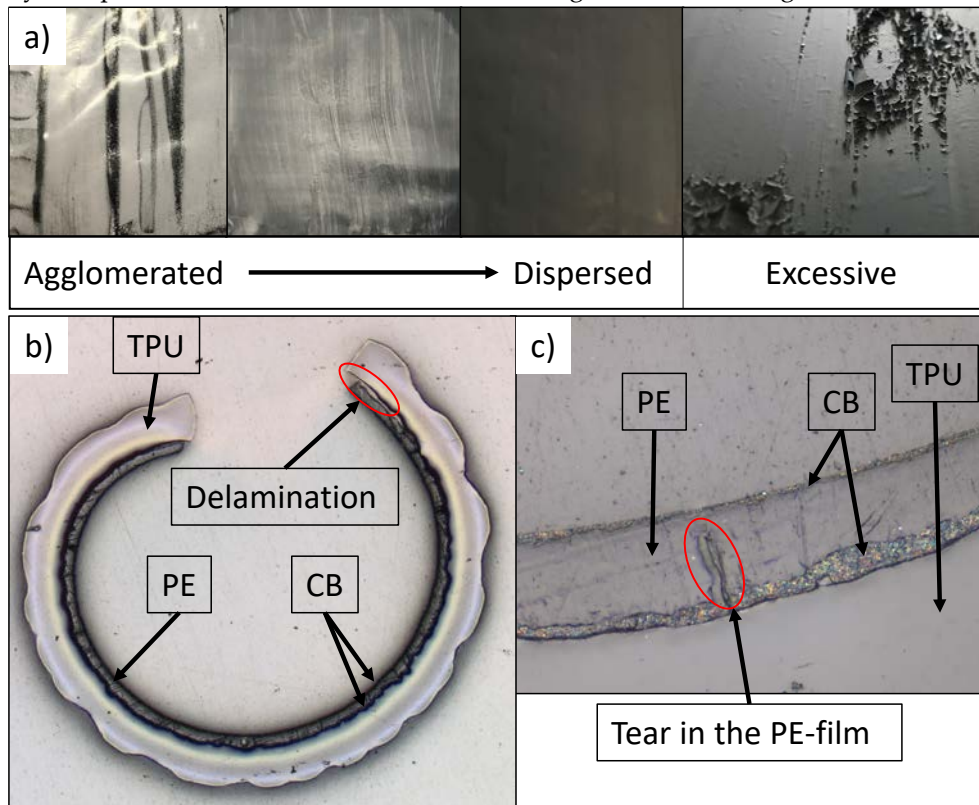 a)
Agglomerated
Dispersed
Excessive
b)
TPU
Delamination
PE
CB
c)
PE
CB
TPU
Tear in the PE-film